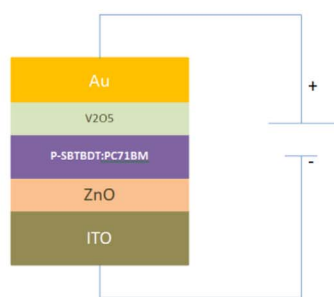 Au
+
V2O5
P-SBTBDT:PC71BM
-
ZnO
ITO